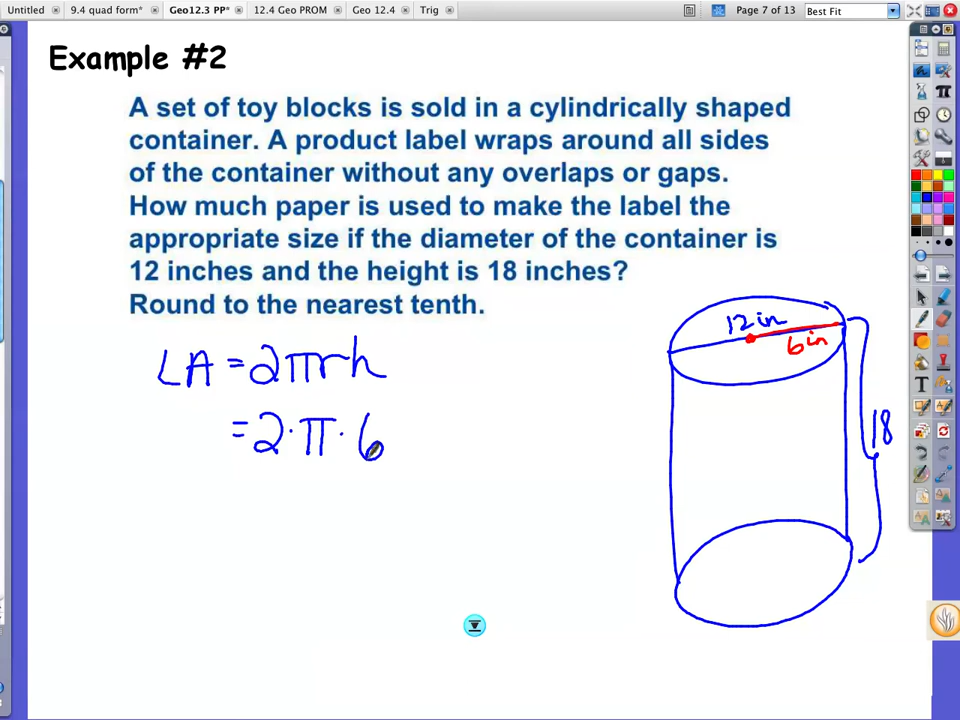 Untitled 9.4 quad form* Geo12.3 PP* 12.4 Geo PROM Geo 12.4 Trig Page 7 of 13 Best Fit
Example #2
A set of toy blocks is sold in a cylindrically shaped
container. A product label wraps around all sides
of the container without any overlaps or gaps.
How much paper is used to make the label the
appropriate size if the diameter of the container is
12 inches and the height is 18 inches?
Round to the nearest tenth.
12 in
6 in
LA = 2πrh
= 2·π·6
18
π
T